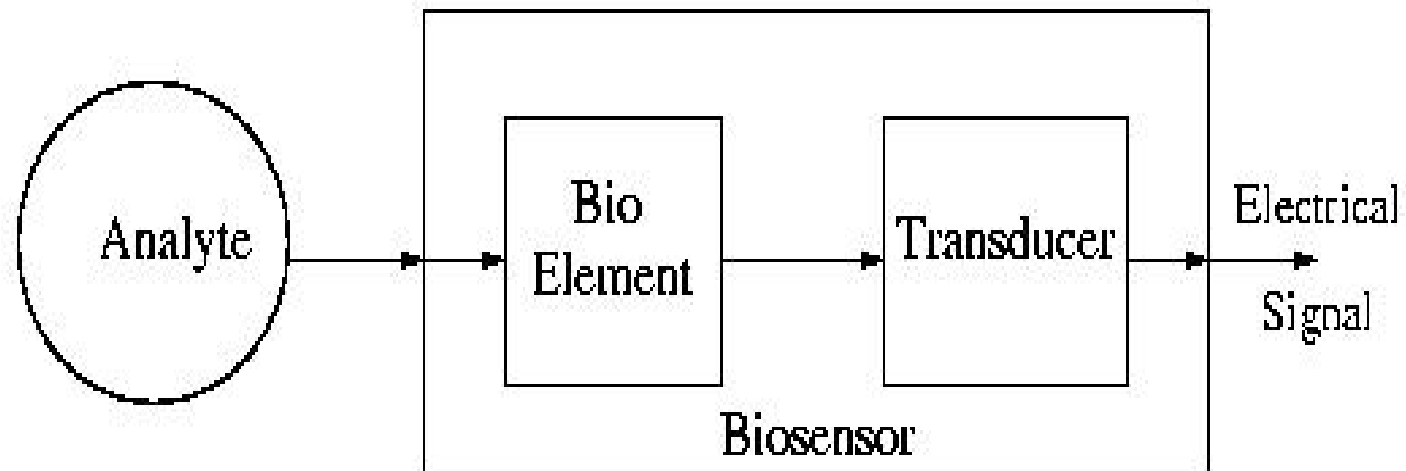 Analyte
Bio
Element
Transducer
Electrical
Signal
Biosensor